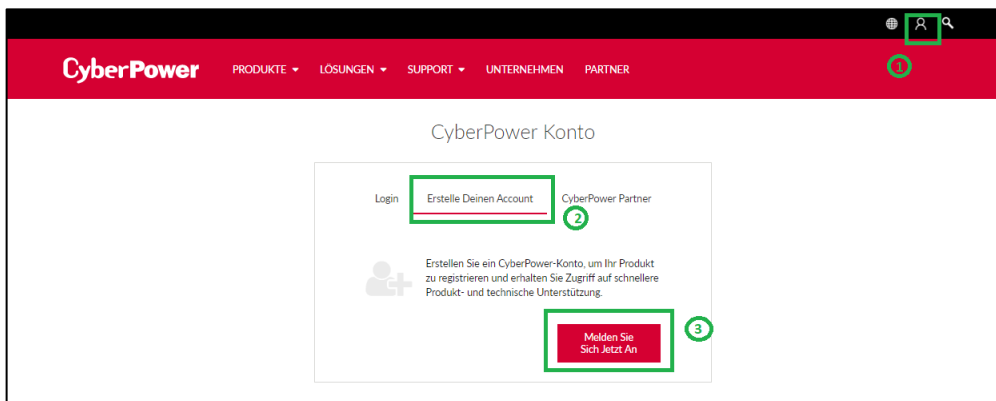 1
CyberPower PRODUKTE LÖSUNGEN SUPPORT UNTERNEHMEN PARTNER
CyberPower Konto
Login Erstelle Deinen Account CyberPower Partner
2
Erstellen Sie ein CyberPower-Konto, um Ihr Produkt
zu registrieren und erhalten Sie Zugriff auf schnellere
Produkt- und technische Unterstützung.
Melden Sie
Sich Jetzt An
3